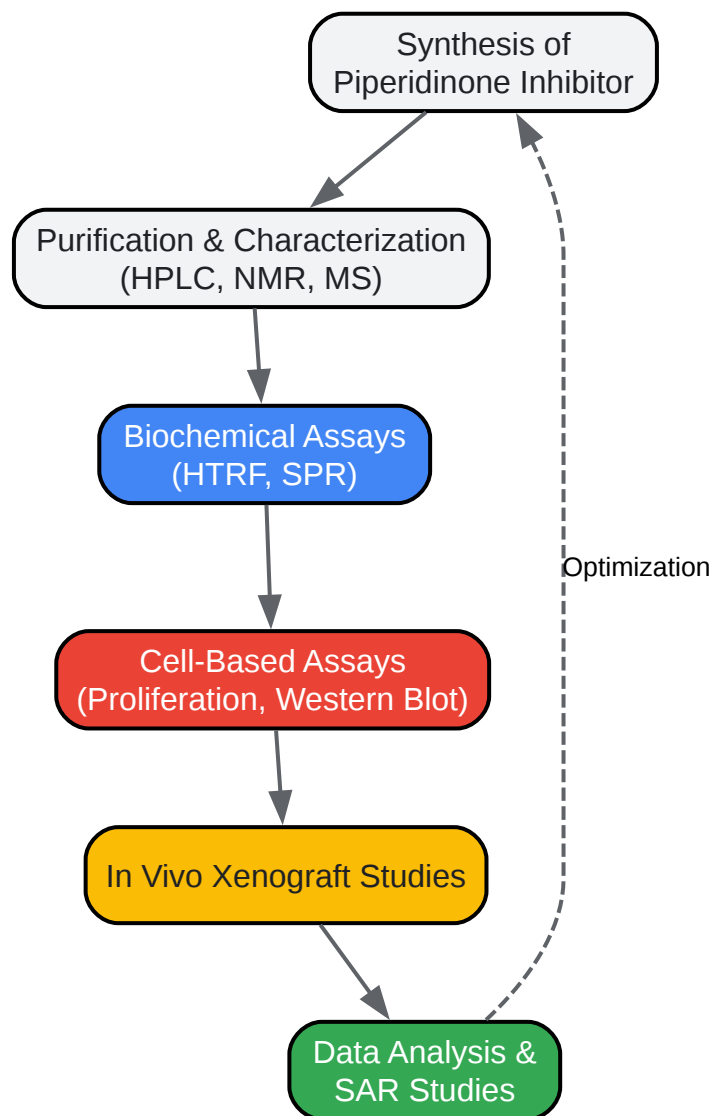 Synthesis of
Piperidinone Inhibitor
Purification & Characterization
(HPLC, NMR, MS)
Biochemical Assays
(HTRF, SPR)
Optimization
Cell-Based Assays
(Proliferation, Western Blot)
In Vivo Xenograft Studies
Data Analysis &
SAR Studies